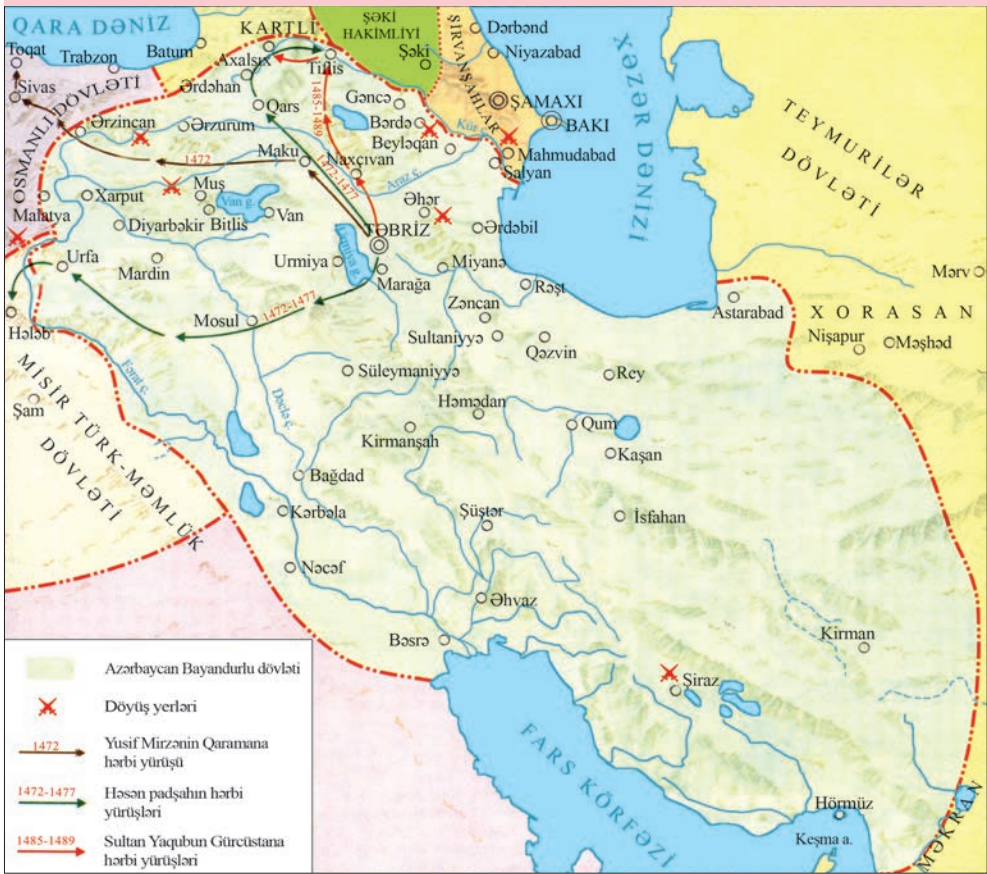 QARA DƏNİZ
KARTLİ
ŞƏKİ
HAKİMLİYİ
ŞİRVANŞAHLAR
Dərbənd
Niyazabad
Toqat
Trabzon
Batum
Axalsıx
Tiflis
Şəki
Sivas
Ərdəhan
Qars
Gəncə
ŞAMAXI
BAKI
XƏZƏR DƏNİZİ
TEYMURİLƏR
DÖVLƏTİ
OSMANLI DÖVLƏTİ
Ərzincan
Ərzurum
1485-1489
Bərdə
Kür ç.
Beyləqan
Mahmudabad
Salyan
1472
Maku
Naxçıvan
1472-1477
Araz ç.
Malatya
Xarput
Muş
Van g.
Van
Əhər
Diyarbəkir
Bitlis
TƏBRİZ
Ərdəbil
Urfa
Mardin
Urmiya
Urmiya g.
Marağa
Miyanə
Rəşt
Mərv
Hələb
Mosul
1472-1477
Zəncan
Astarabad
XORASAN
Sultaniyyə
Qəzvin
Nişapur
Məşhəd
Fərat ç.
Dəclə ç.
Süleymaniyyə
Rey
MİSİR TÜRK-MƏMLÜK
DÖVLƏTİ
Şam
Həmədan
Kirmanşah
Qum
Kaşan
Bağdad
Kərbəla
Şüştər
İsfahan
Nəcəf
Əhvaz
Bəsrə
Kirman
Şiraz
FARS KÖRFƏZİ
Hörmüz
Keşma a.
MƏKRAN
Azərbaycan Bayandurlu dövləti
Döyüş yerləri
1472
Yusif Mirzənin Qaramana
hərbi yürüşü
1472-1477
Həsən padşahın hərbi
yürüşləri
1485-1489
Sultan Yaqubun Gürcüstana
hərbi yürüşləri